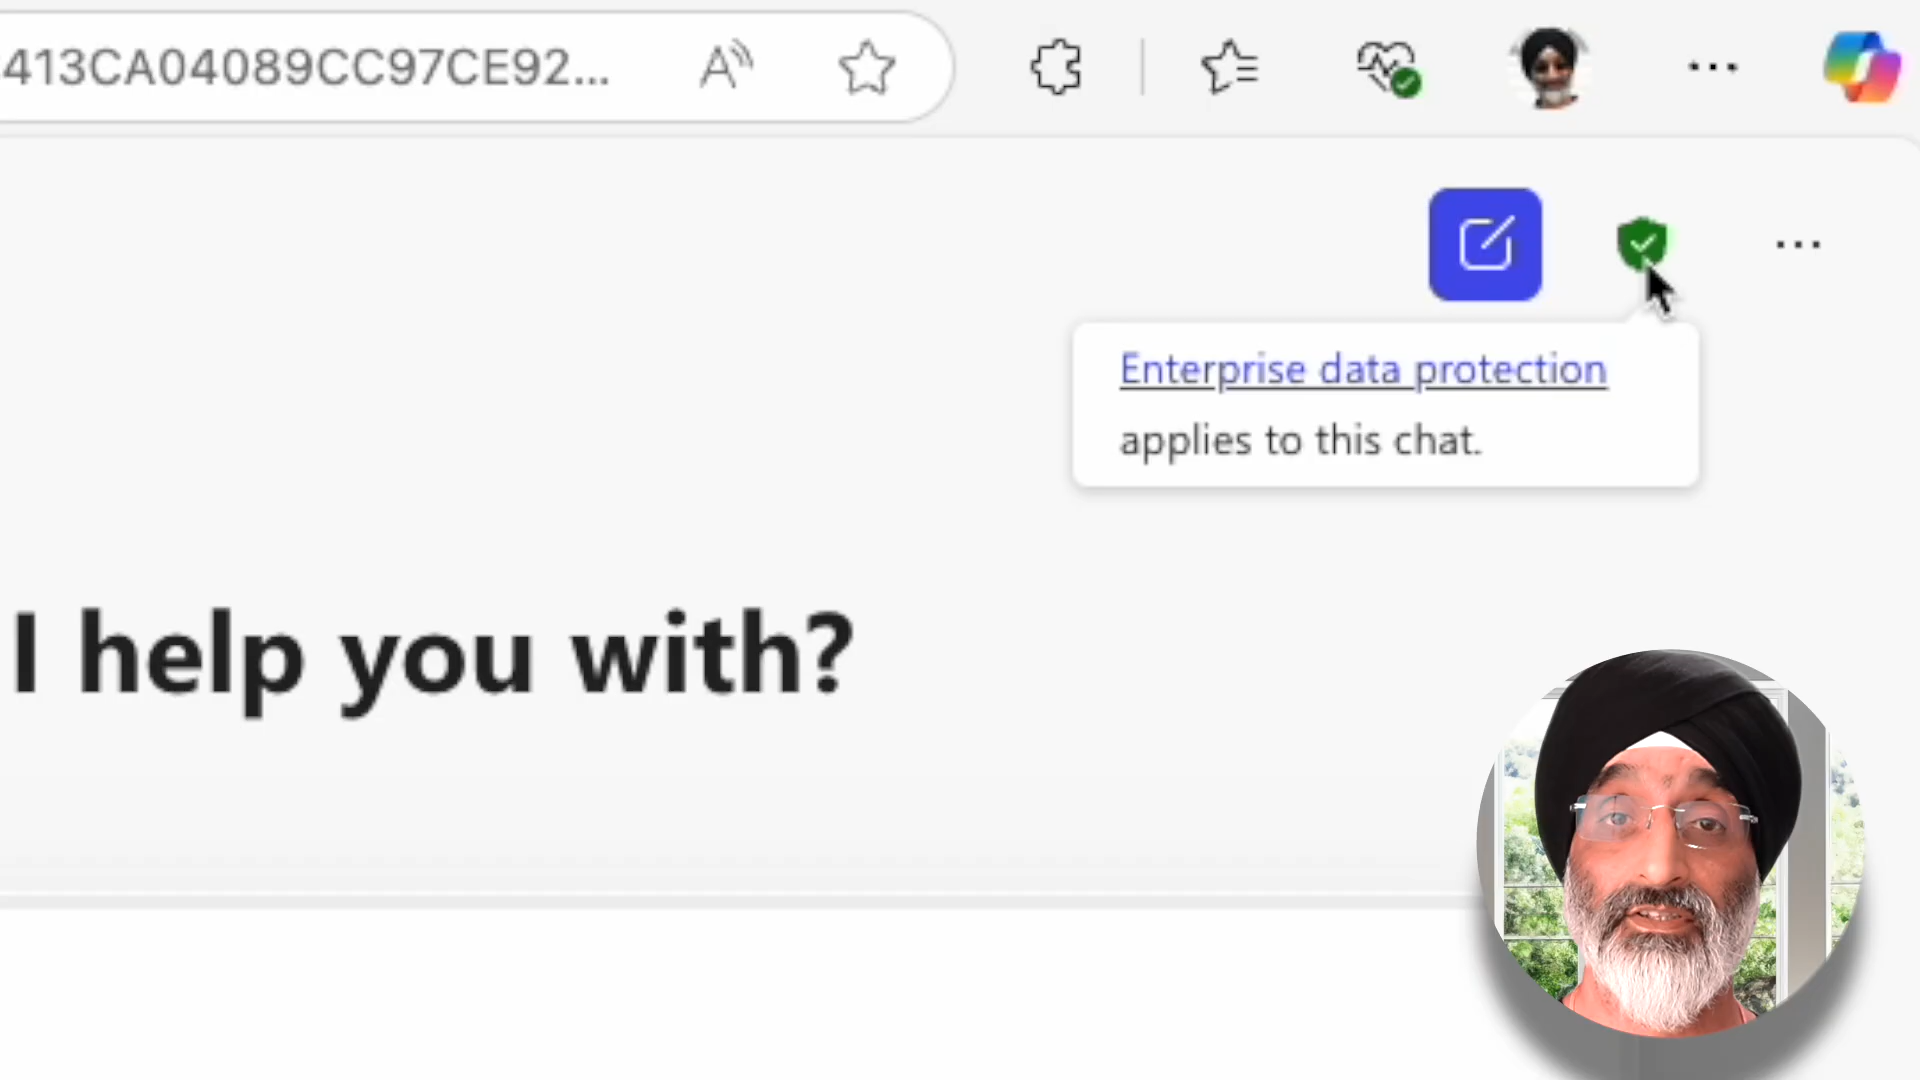 413CA04089CC97CE92...
Enterprise data protection
applies to this chat.
I help you with?